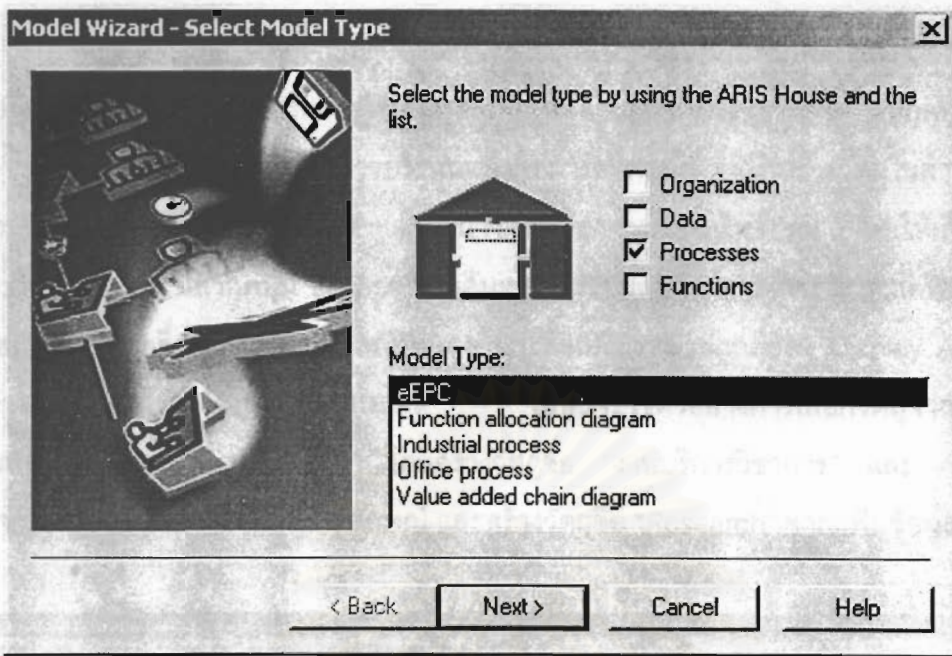 Model Wizard - Select Model Type
Select the model type by using the ARIS House and the
list.
Organization
Data
Processes
Functions
Model Type:
eEPC
Function allocation diagram
Industrial process
Office process
Value added chain diagram
< Back
Next >
Cancel
Help